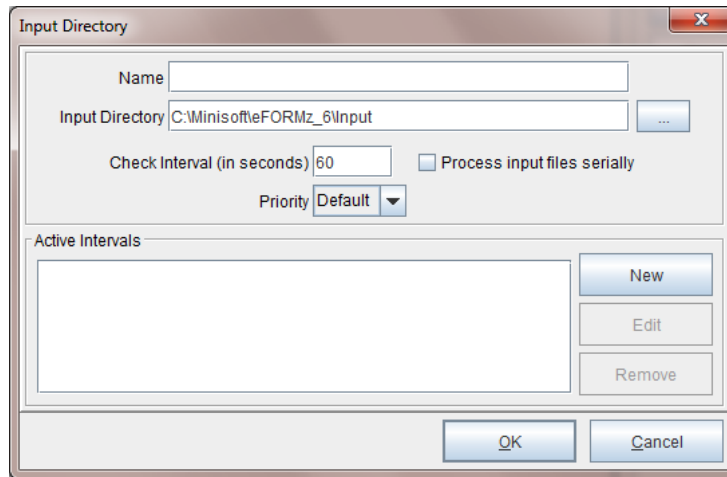 Input Directory
Name
Input Directory C:\Minisoft\eFORMz_6\Input ...
Check Interval (in seconds) 60 Process input files serially
Priority Default
Active Intervals
New
Edit
Remove
OK Cancel